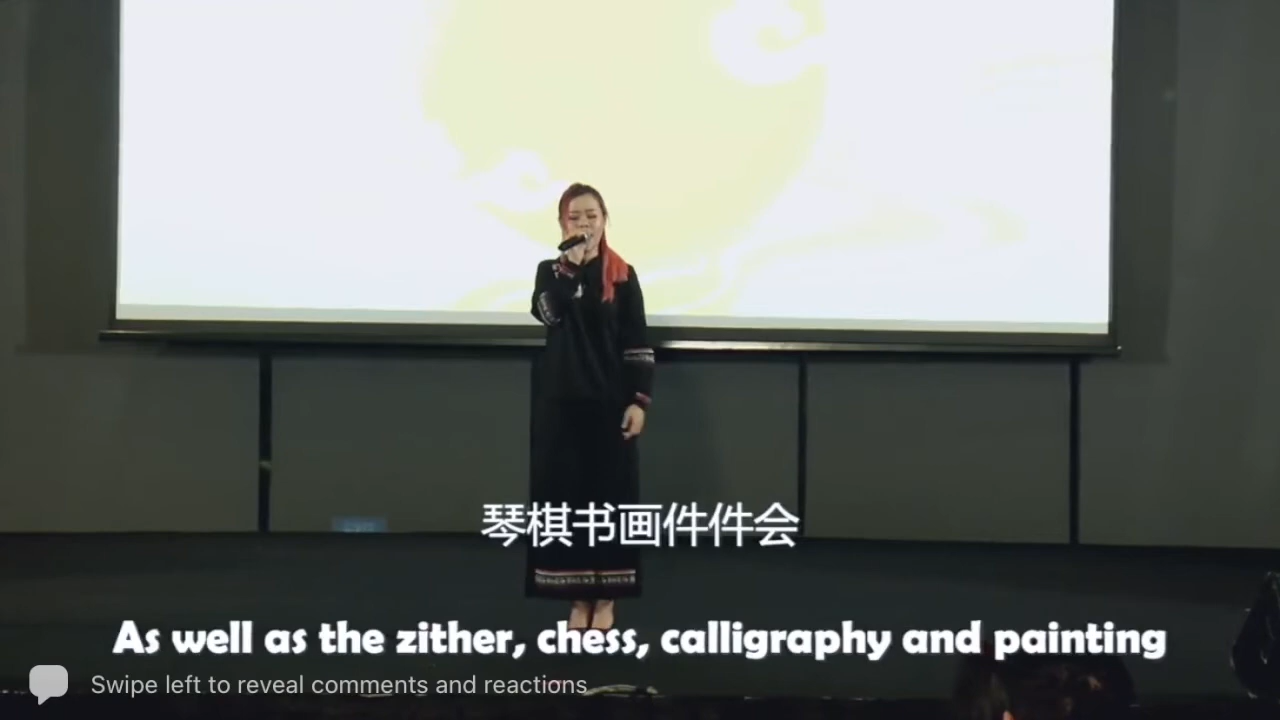 琴棋书画件件会
As well as the zither, chess, calligraphy and painting
Swipe left to reveal comments and reactions